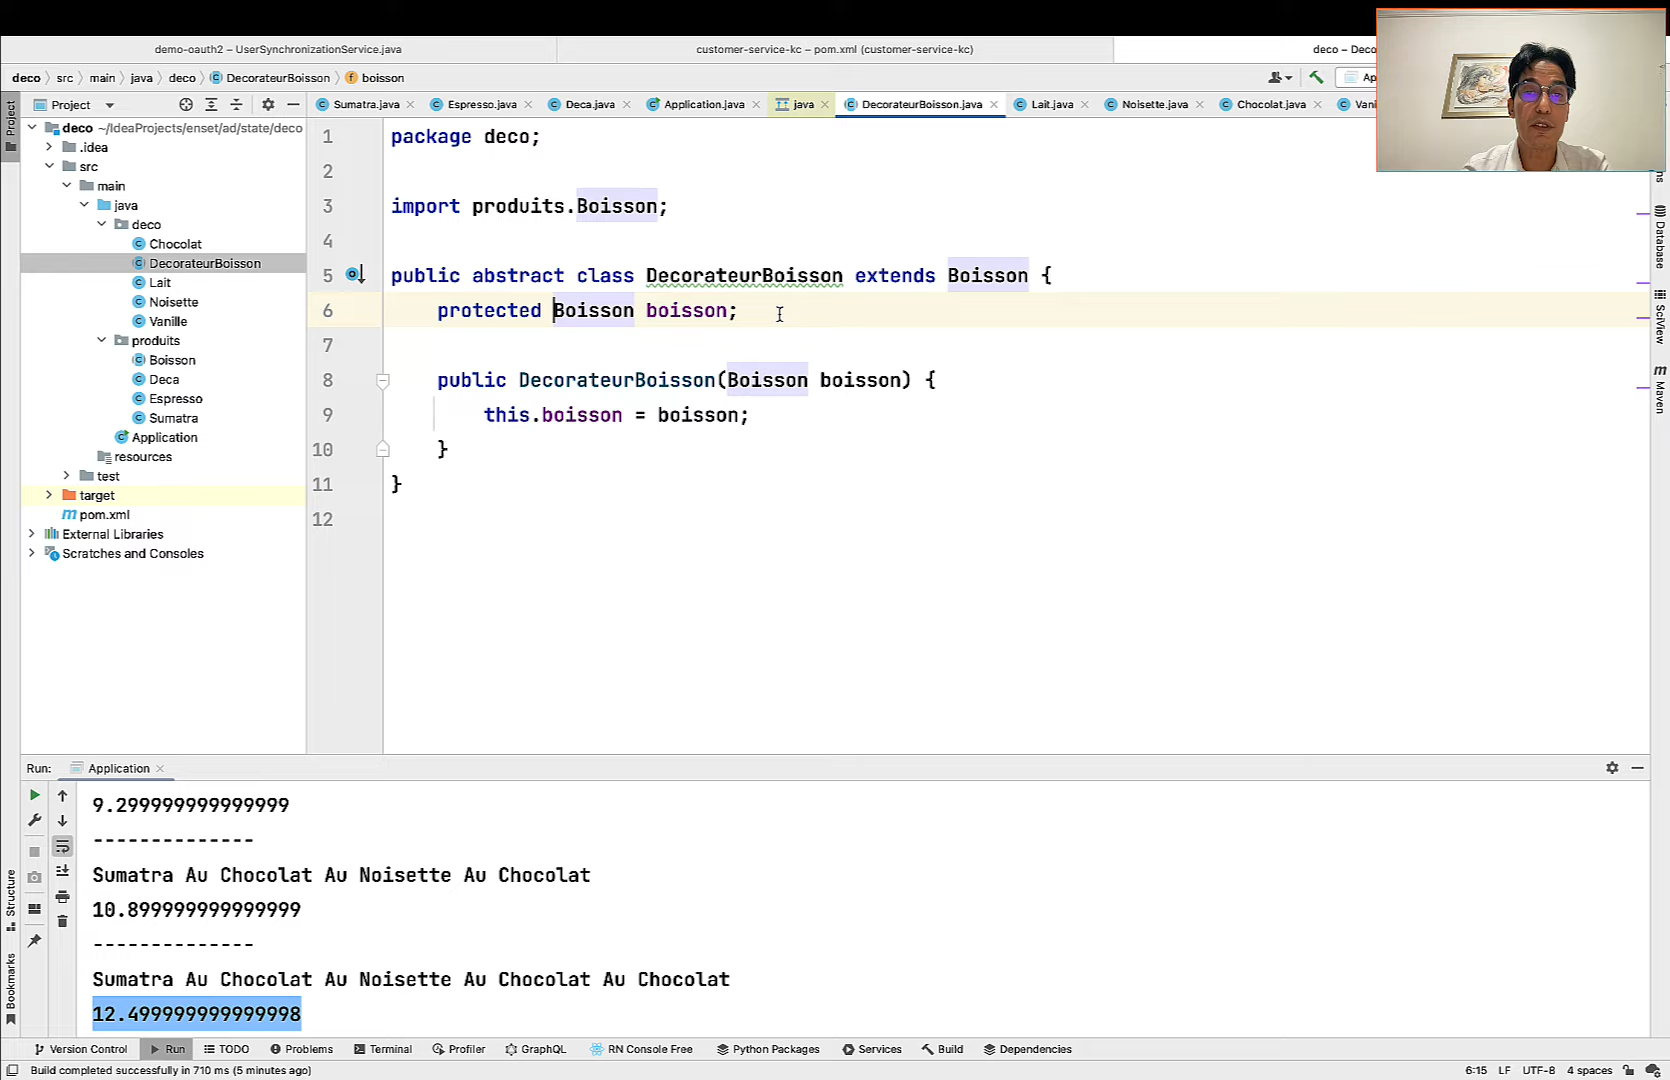 demo-oauth2 – UserSynchronizationService.java
customer-service-kc – pom.xml (customer-service-kc)
deco – Deco
deco src main java deco DecorateurBoisson boisson
Project
Sumatra.java Espresso.java Deca.java Application.java java DecorateurBoisson.java Lait.java Noisette.java Chocolat.java Vani
deco ~/IdeaProjects/enset/ad/state/deco
.idea
src
main
java
deco
Chocolat
DecorateurBoisson
Lait
Noisette
Vanille
produits
Boisson
Deca
Espresso
Sumatra
Application
resources
test
target
pom.xml
External Libraries
Scratches and Consoles
1 package deco;
2
3 import produits.Boisson;
4
5 public abstract class DecorateurBoisson extends Boisson {
6 protected Boisson boisson;
7
8 public DecorateurBoisson(Boisson boisson) {
9 this.boisson = boisson;
10 }
11 }
12
Project
Structure
Bookmarks
Database
SciView
Maven
Run: Application
9.299999999999999
--------------
Sumatra Au Chocolat Au Noisette Au Chocolat
10.899999999999999
--------------
Sumatra Au Chocolat Au Noisette Au Chocolat Au Chocolat
12.499999999999998
Version Control Run TODO Problems Terminal Profiler GraphQL RN Console Free Python Packages Services Build Dependencies
Build completed successfully in 710 ms (5 minutes ago)
6:15 LF UTF-8 4 spaces